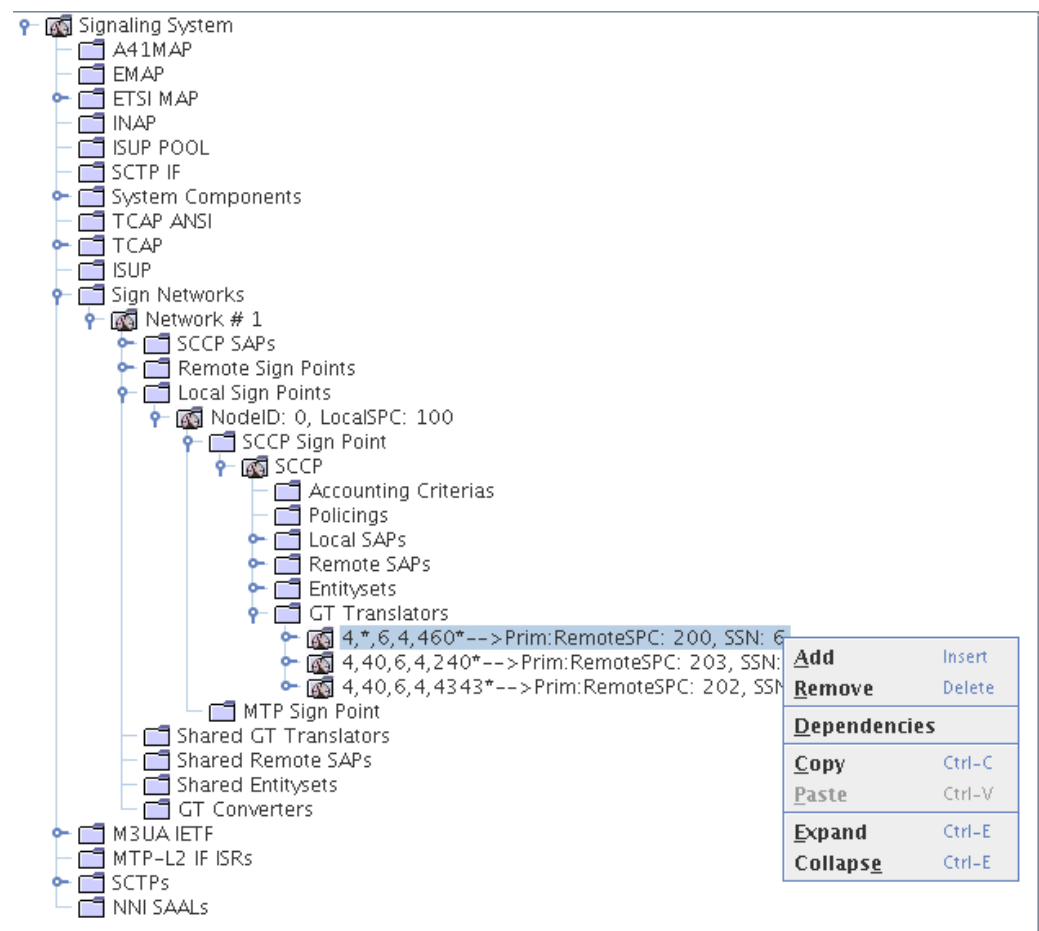 Signaling System
A41MAP
EMAP
ETSI MAP
INAP
ISUP POOL
SCTP IF
System Components
TCAP ANSI
TCAP
ISUP
Sign Networks
Network # 1
SCCP SAPs
Remote Sign Points
Local Sign Points
NodeID: 0, LocalSPC: 100
SCCP Sign Point
SCCP
Accounting Criterias
Policings
Local SAPs
Remote SAPs
Entitysets
GT Translators
4,*,6,4,460*-->Prim:RemoteSPC: 200, SSN: 6
4,40,6,4,240*-->Prim:RemoteSPC: 203, SSN:
4,40,6,4,4343*-->Prim:RemoteSPC: 202, SSN
MTP Sign Point
Shared GT Translators
Shared Remote SAPs
Shared Entitysets
GT Converters
M3UA IETF
MTP-L2 IF ISRs
SCTPs
NNI SAALs
Add Insert
Remove Delete
Dependencies
Copy Ctrl-C
Paste Ctrl-V
Expand Ctrl-E
Collapse Ctrl-E